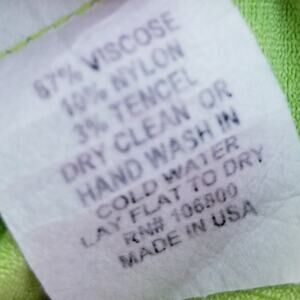 67% VISCOSE
10% NYLON
3% TENCEL
DRY CLEAN OR
HAND WASH IN
COLD WATER
LAY FLAT TO DRY
RN# 106800
MADE IN USA